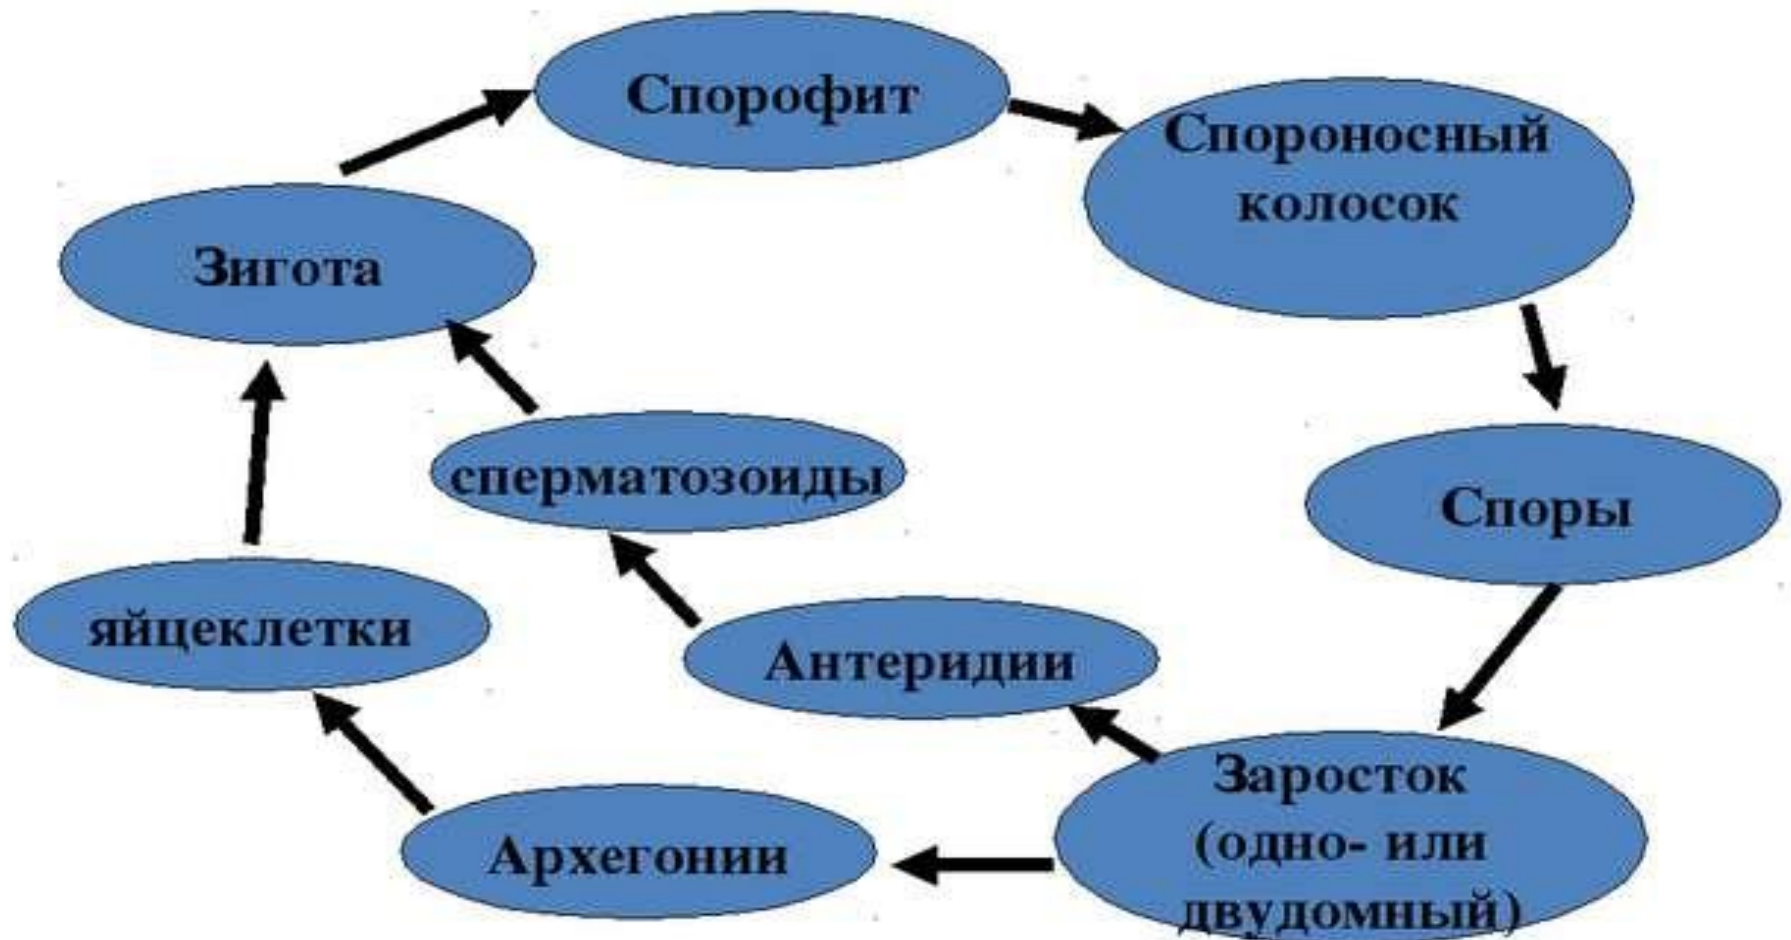 Спорофит
Спороносный
колосок
Зигота
сперматозоиды
Споры
яйцеклетки
Антеридии
Заросток
(одно- или
двудомный)
Архегонии